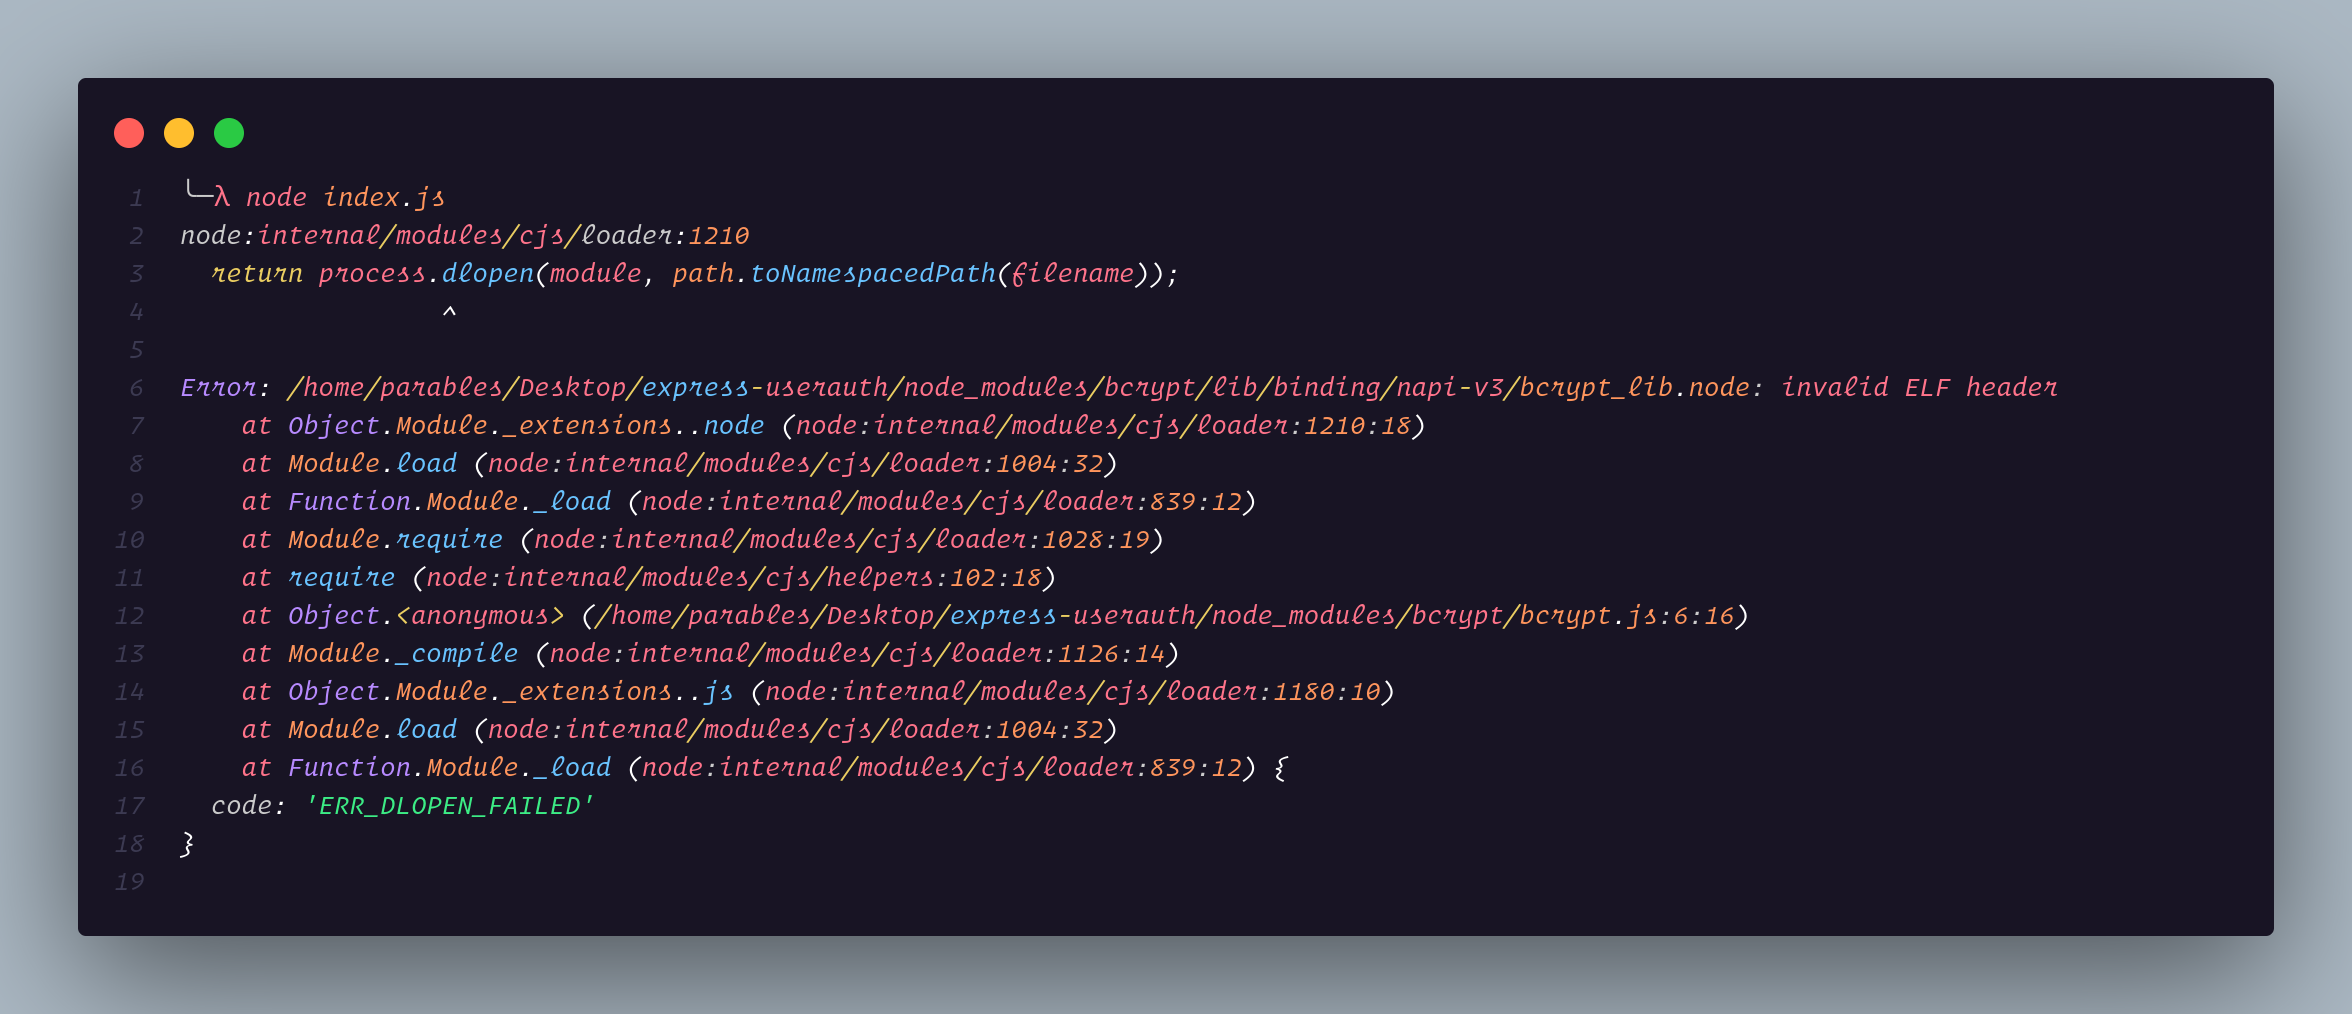 1 ╰─λ node index.js
2 node:internal/modules/cjs/loader:1210
3   return process.dlopen(module, path.toNamespacedPath(filename));
4                  ^
5
6 Error: /home/parables/Desktop/express-userauth/node_modules/bcrypt/lib/binding/napi-v3/bcrypt_lib.node: invalid ELF header
7     at Object.Module._extensions..node (node:internal/modules/cjs/loader:1210:18)
8     at Module.load (node:internal/modules/cjs/loader:1004:32)
9     at Function.Module._load (node:internal/modules/cjs/loader:839:12)
10     at Module.require (node:internal/modules/cjs/loader:1028:19)
11     at require (node:internal/modules/cjs/helpers:102:18)
12     at Object.<anonymous> (/home/parables/Desktop/express-userauth/node_modules/bcrypt/bcrypt.js:6:16)
13     at Module._compile (node:internal/modules/cjs/loader:1126:14)
14     at Object.Module._extensions..js (node:internal/modules/cjs/loader:1180:10)
15     at Module.load (node:internal/modules/cjs/loader:1004:32)
16     at Function.Module._load (node:internal/modules/cjs/loader:839:12) {
17   code: 'ERR_DLOPEN_FAILED'
18 }
19